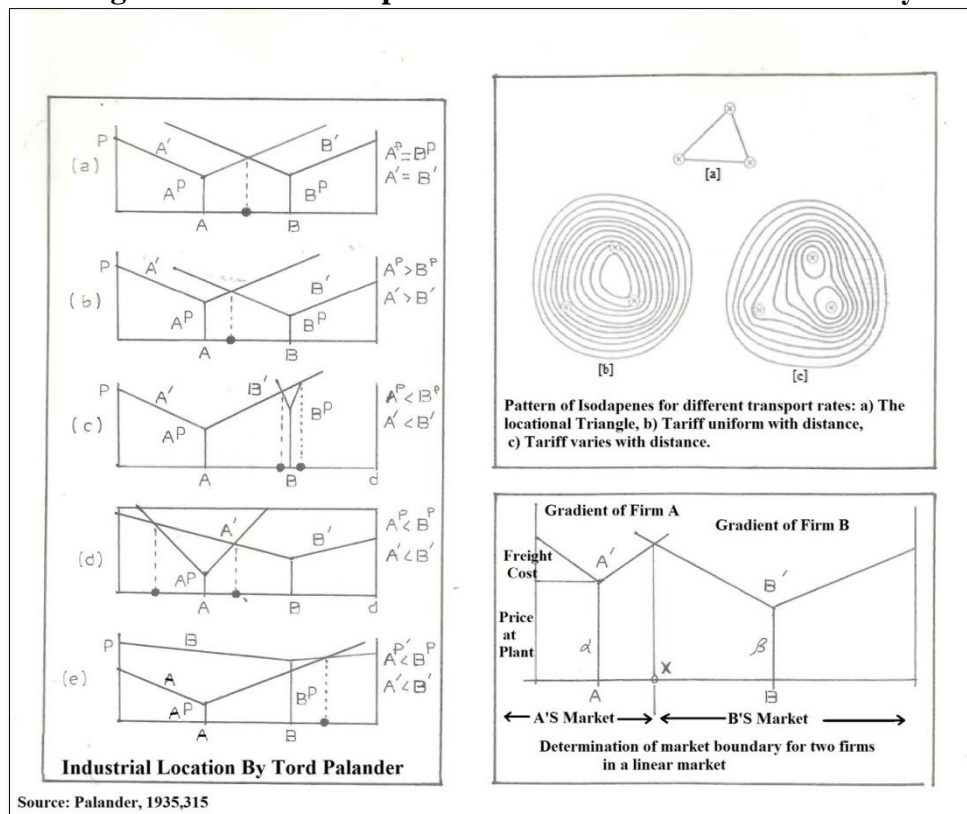 P
A'
B'
(a)
A^P
B^P
A^P=B^P
A'=B'
A
B
P
A'
B'
(b)
A^P
B^P
A^P>B^P
A'>B'
A
B
P
A'
B'
(c)
A^P
B^P
A^P<B^P
A'<B'
A
B
d
A'
B'
(d)
A^P
A^P<B^P
A'<B'
A
B
d
P
B
A
(e)
A^P
B^P
A^P'<B^P
A'<B'
A
B
Industrial Location By Tord Palander
[a]
[b]
[c]
Pattern of Isodapenes for different transport rates: a) The
locational Triangle, b) Tariff uniform with distance,
c) Tariff varies with distance.
Gradient of Firm A
Gradient of Firm B
Freight
Cost
A'
B'
Price
at
Plant
α
β
X
A
B
A'S Market
B'S Market
Determination of market boundary for two firms
in a linear market
Source: Palander, 1935,315